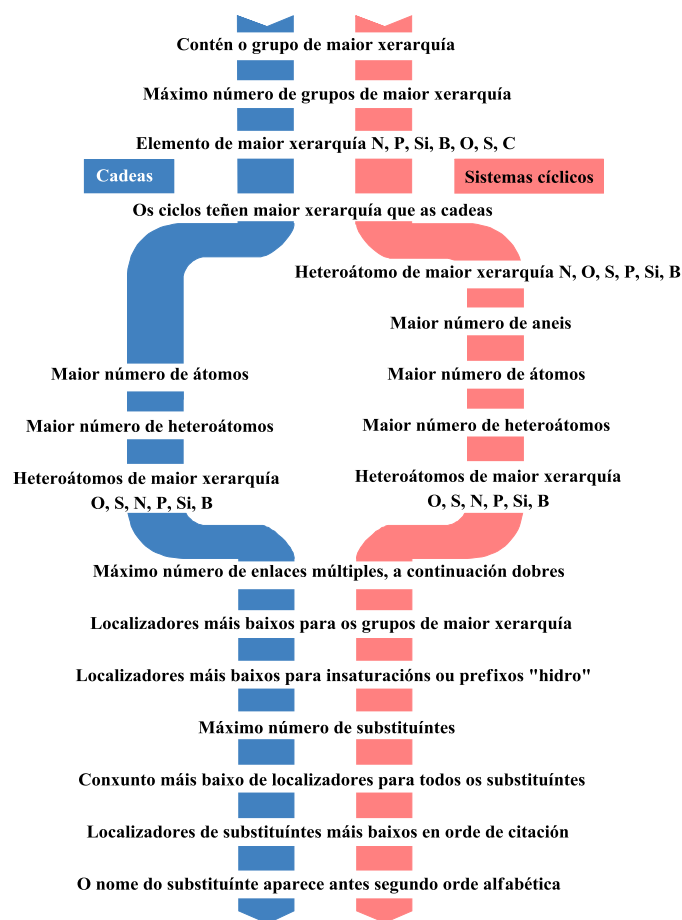 Contén o grupo de maior xerarquía
Máximo número de grupos de maior xerarquía
Elemento de maior xerarquía N, P, Si, B, O, S, C
Cadeas
Sistemas cíclicos
Os ciclos teñen maior xerarquía que as cadeas
Heteroátomo de maior xerarquía N, O, S, P, Si, B
Maior número de aneis
Maior número de átomos
Maior número de átomos
Maior número de heteroátomos
Maior número de heteroátomos
Heteroátomos de maior xerarquía
O, S, N, P, Si, B
Heteroátomos de maior xerarquía
O, S, N, P, Si, B
Máximo número de enlaces múltiples, a continuación dobres
Localizadores máis baixos para os grupos de maior xerarquía
Localizadores máis baixos para insaturacións ou prefixos "hidro"
Máximo número de substituíntes
Conxunto máis baixo de localizadores para todos os substituíntes
Localizadores de substituíntes máis baixos en orde de citación
O nome do substituínte aparece antes segundo orde alfabética